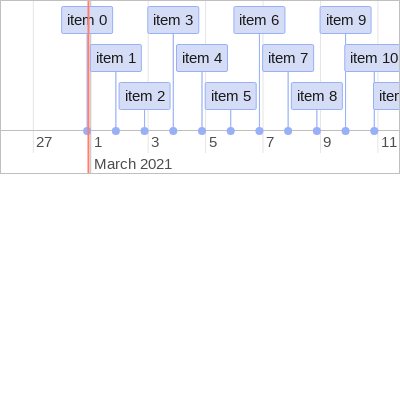 item 0
item 3
item 6
item 9
item 1
item 4
item 7
item 10
item 2
item 5
item 8
27
1
3
5
7
9
11
March 2021